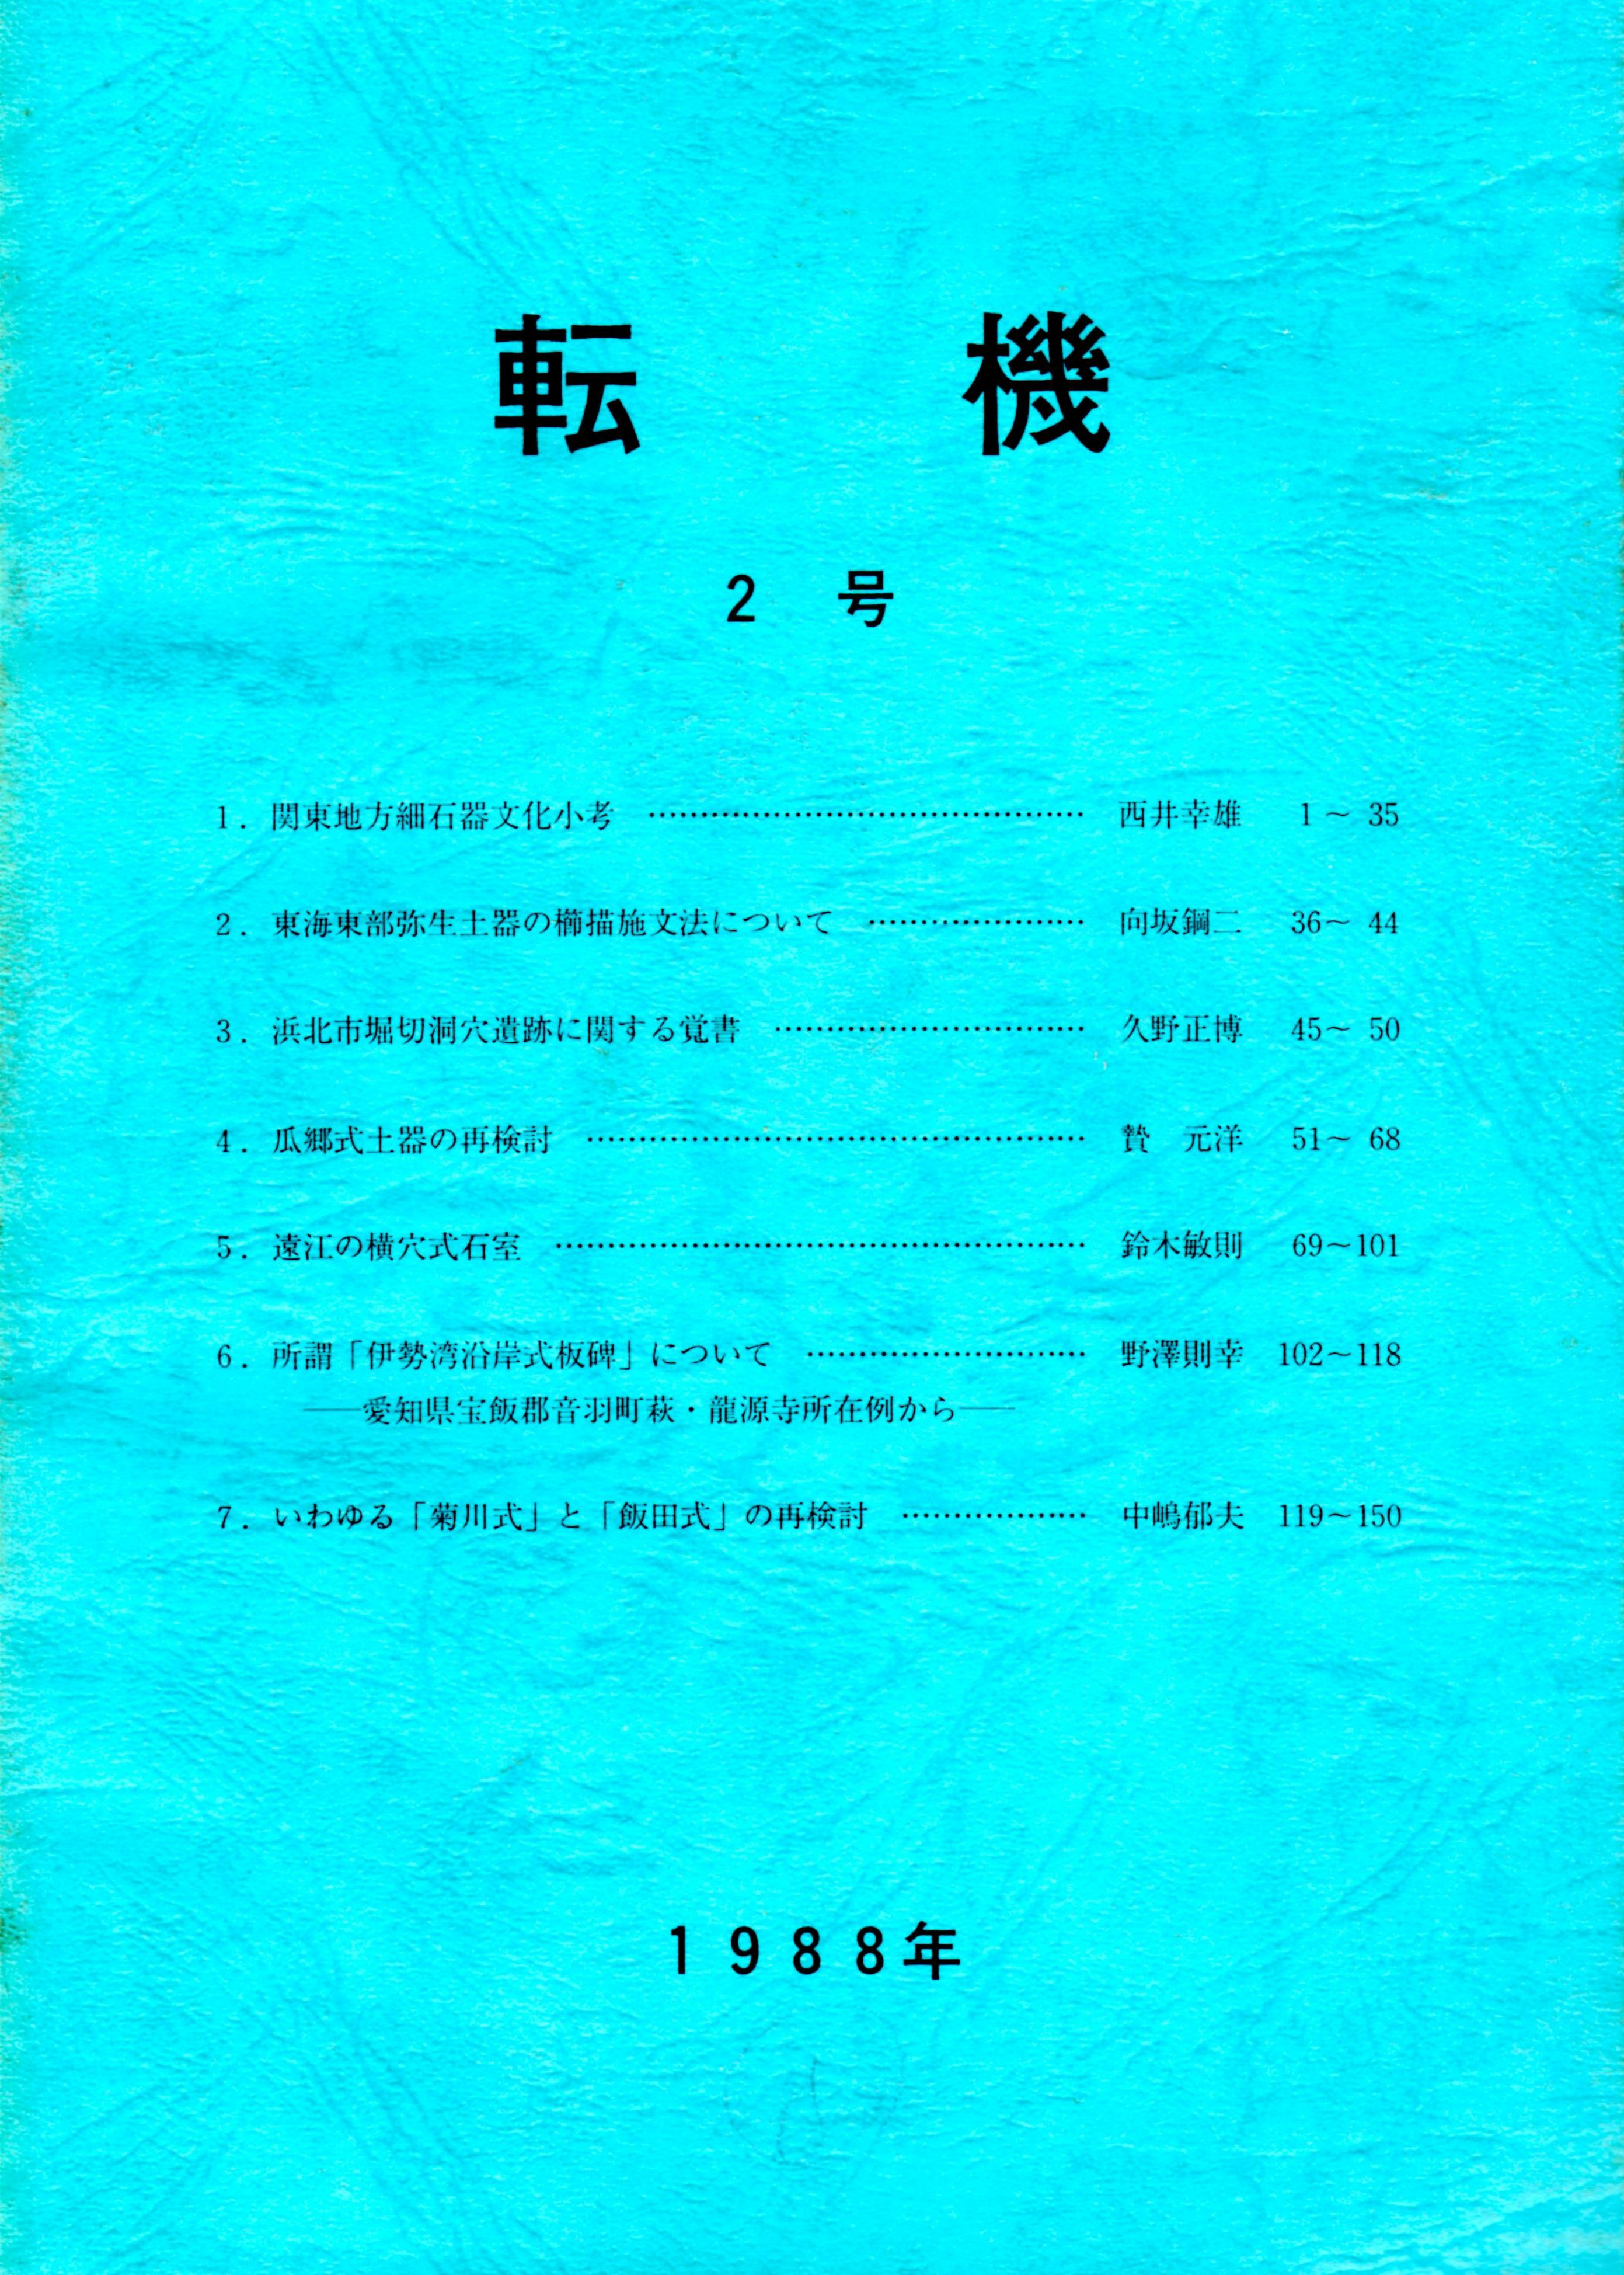 転 機
2 号
1. 関東地方細石器文化小考 ………………………………… 西井幸雄 1～ 35
2. 東海東部弥生土器の櫛描施文法について ………………… 向坂鋼二 36～ 44
3. 浜北市堀切洞穴遺跡に関する覚書 ………………………… 久野正博 45～ 50
4. 瓜郷式土器の再検討 ………………………………………… 贄 元洋 51～ 68
5. 遠江の横穴式石室 …………………………………………… 鈴木敏則 69～101
6. 所謂「伊勢湾沿岸式板碑」について ……………………… 野澤則幸 102～118
――愛知県宝飯郡音羽町萩・龍源寺所在例から――
7. いわゆる「菊川式」と「飯田式」の再検討 ……………… 中嶋郁夫 119～150
1988年